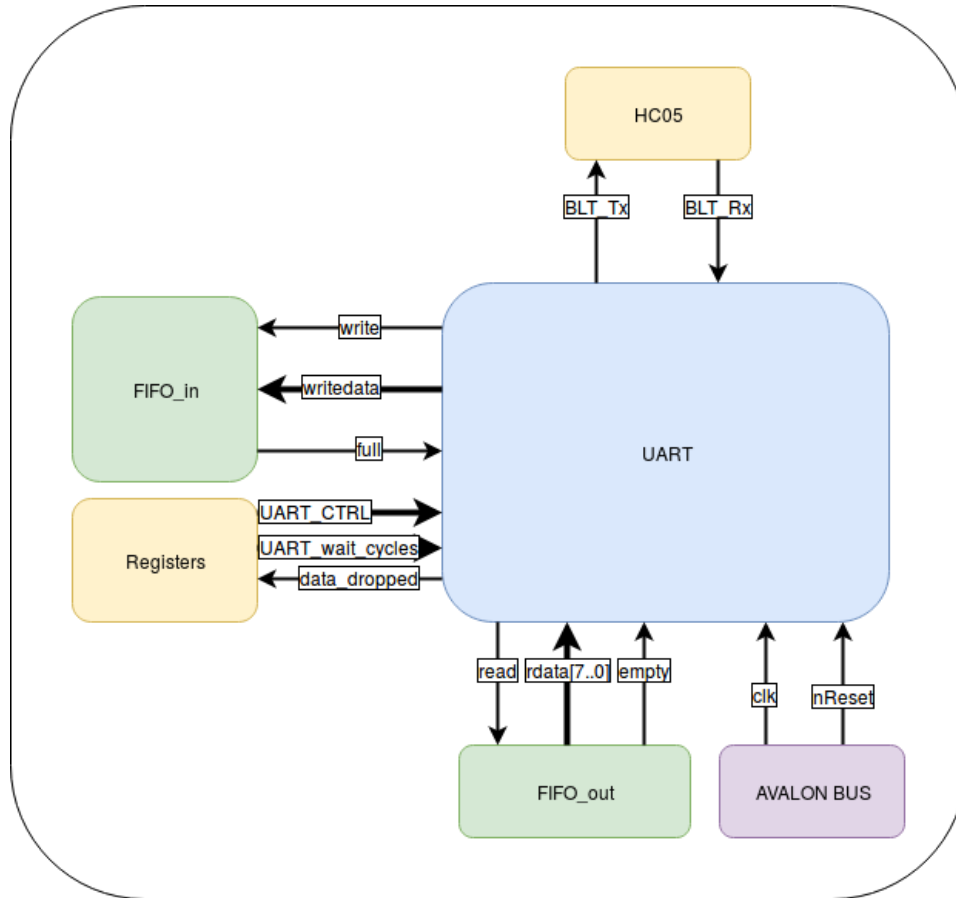 HC05
BLT_Tx
BLT_Rx
write
FIFO_in
writedata
full
UART
UART_CTRL
Registers
UART_wait_cycles
data_dropped
read
rdata[7..0]
empty
clk
nReset
FIFO_out
AVALON BUS